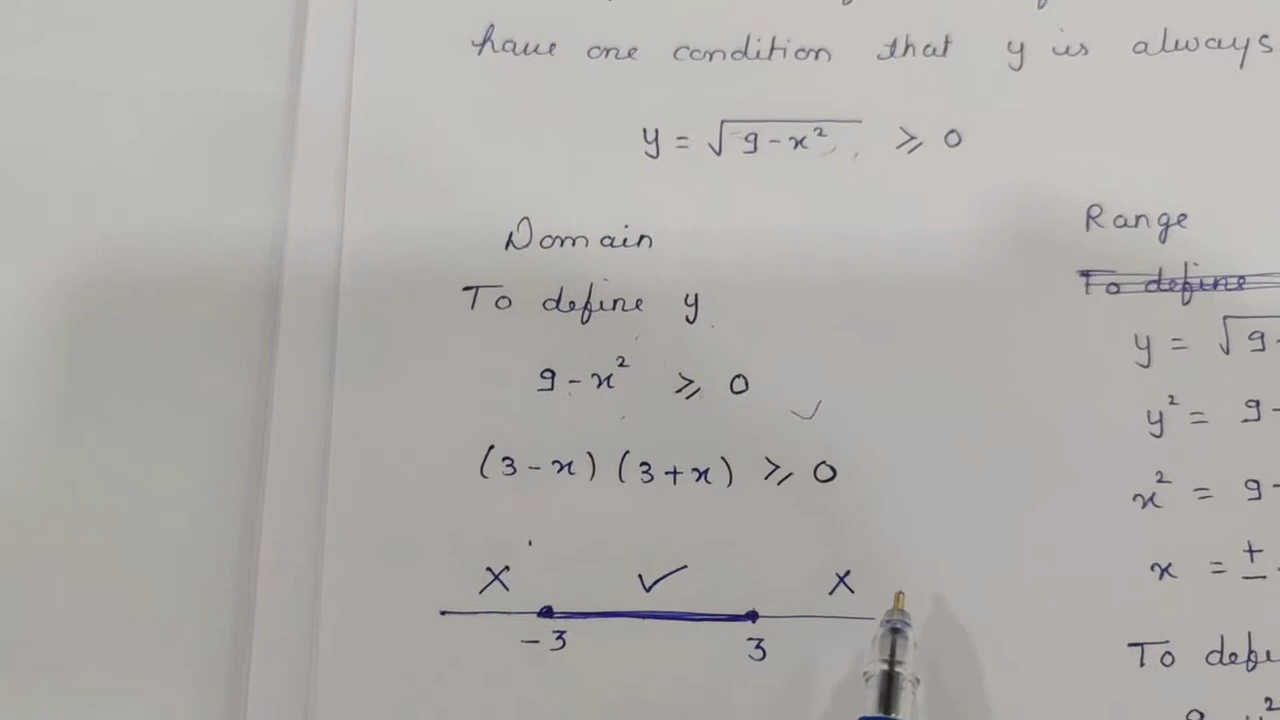 have one condition that y is always
y = √9-x² ≥ 0
Domain
To define y
9-x² ≥ 0
(3-x) (3+x) ≥ 0
X ✓ X
-3 3
Range
To define
y = √9-
y² = 9-
x² = 9-
x = ±
To defi